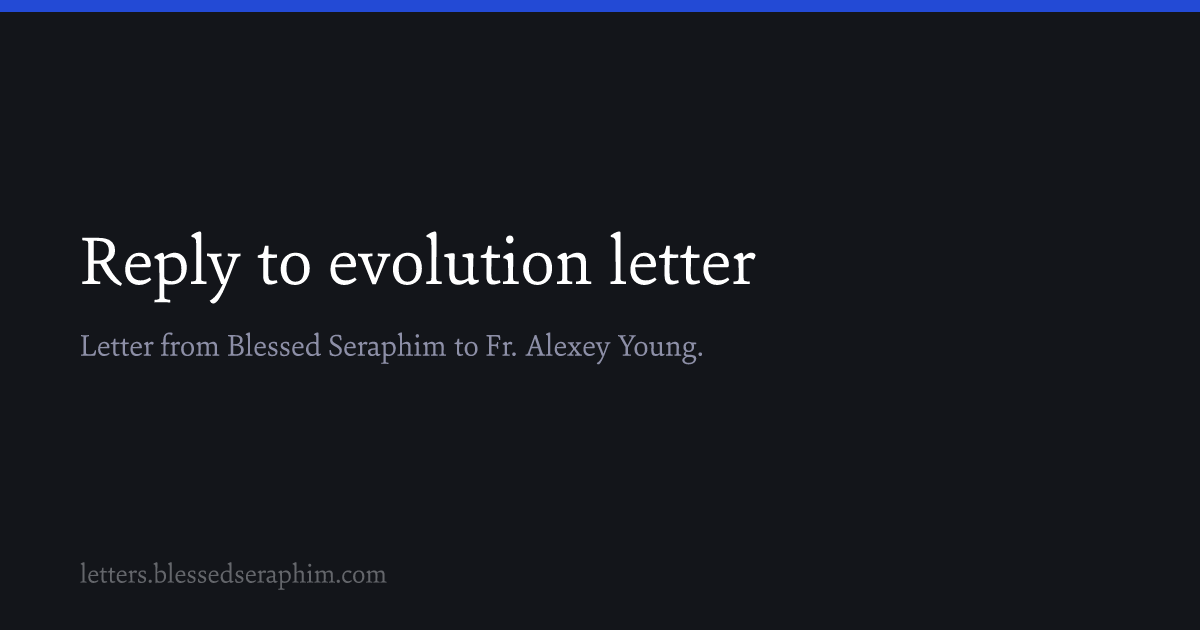 Reply to evolution letter
Letter from Blessed Seraphim to Fr. Alexey Young.
letters.blessedseraphim.com